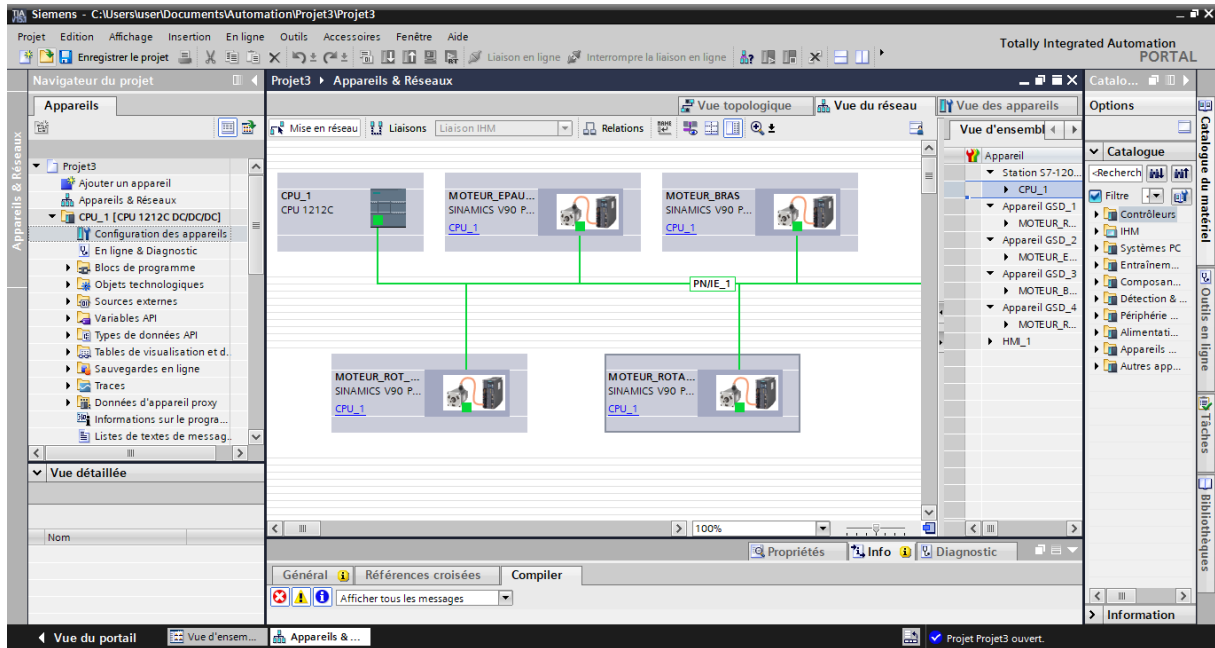 Siemens - C:\Users\user\Documents\Automation\Projet3\Projet3
Projet Edition Affichage Insertion En ligne Outils Accessoires Fenêtre Aide
Totally Integrated Automation
PORTAL
Enregistrer le projet Liaison en ligne Interrompre la liaison en ligne
Navigateur du projet
Appareils
Appareils & Réseaux
Projet3
Ajouter un appareil
Appareils & Réseaux
CPU_1 [CPU 1212C DC/DC/DC]
Configuration des appareils
En ligne & Diagnostic
Blocs de programme
Objets technologiques
Sources externes
Variables API
Types de données API
Tables de visualisation et d..
Sauvegardes en ligne
Traces
Données d'appareil proxy
Informations sur le progra...
Listes de textes de messag..
Vue détaillée
Nom
Projet3 Appareils & Réseaux
Vue topologique Vue du réseau Vue des appareils
Mise en réseau Liaisons Liaison IHM Relations
CPU_1
CPU 1212C
MOTEUR_EPAU...
SINAMICS V90 P...
CPU_1
MOTEUR_BRAS
SINAMICS V90 P...
CPU_1
PN/IE_1
MOTEUR_ROT_...
SINAMICS V90 P...
CPU_1
MOTEUR_ROTA...
SINAMICS V90 P...
CPU_1
100%
Vue d'ensembl
Appareil
Station S7-120...
CPU_1
Appareil GSD_1
MOTEUR_R...
Appareil GSD_2
MOTEUR_E...
Appareil GSD_3
MOTEUR_B...
Appareil GSD_4
MOTEUR_R...
HMI_1
Propriétés Info Diagnostic
Général Références croisées Compiler
Afficher tous les messages
Catalo...
Options
Catalogue
<Recherch
Filtre
Contrôleurs
IHM
Systèmes PC
Entraînem...
Composan...
Détection & ...
Périphérie ...
Alimentati...
Appareils ...
Autres app...
Information
Catalogue du matériel
Outils en ligne
Tâches
Bibliothèques
Vue du portail Vue d'ensem... Appareils & ... Projet Projet3 ouvert.